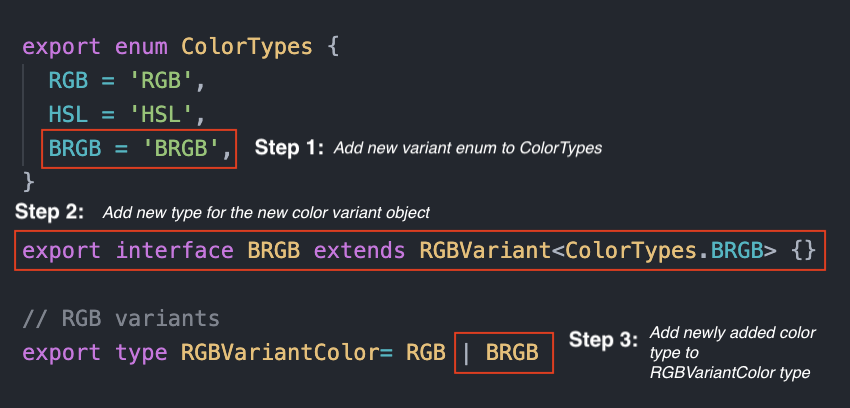 export enum ColorTypes {
RGB = 'RGB',
HSL = 'HSL',
BRGB = 'BRGB', Step 1: Add new variant enum to ColorTypes
}
Step 2: Add new type for the new color variant object
export interface BRGB extends RGBVariant<ColorTypes.BRGB> {}
// RGB variants
export type RGBVariantColor= RGB | BRGB
Step 3: Add newly added color
type to
RGBVariantColor type